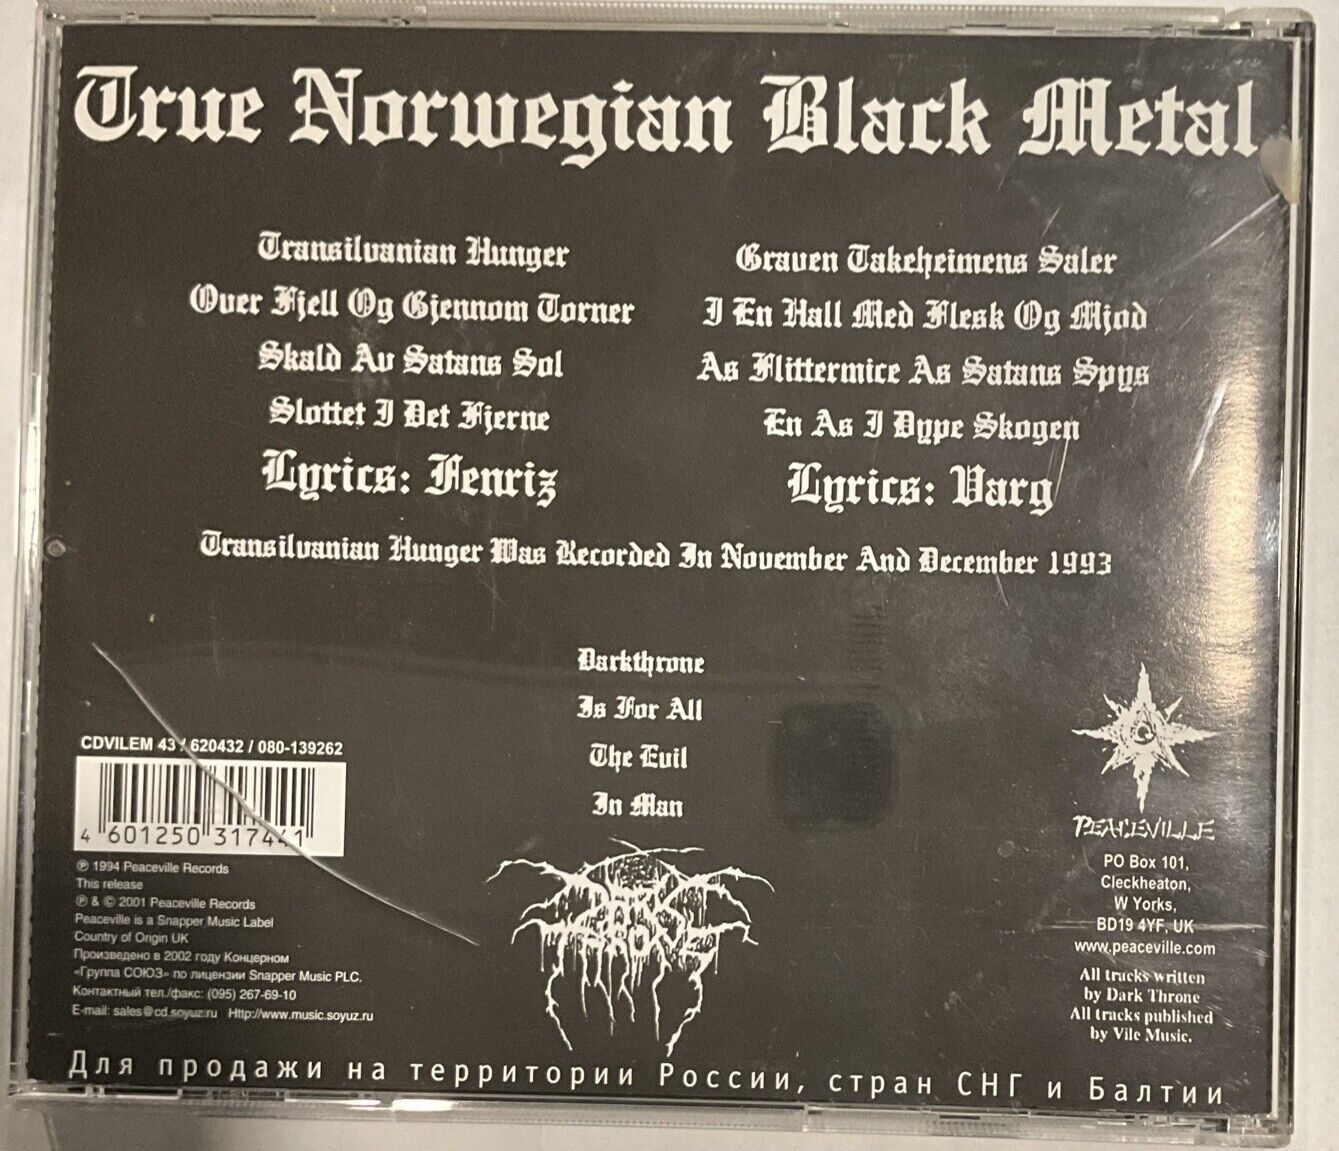 True Norwegian Black Metal
Transilvanian Hunger
Over Fjell Og Gjennom Torner
Skald Av Satans Sol
Slottet I Det Fjerne
Lyrics: Fenriz
Graven Takeheimens Saler
I En Hall Med Flesk Og Mjod
As Flittermice As Satans Spys
En As I Dype Skogen
Lyrics: Varg
Transilvanian Hunger Was Recorded In November And December 1993
Darkthrone
Is For All
The Evil
In Man
CDVILEM 43 / 620432 / 080-139262
4 601250 317441
℗ 1994 Peaceville Records
This release
℗ & © 2001 Peaceville Records
Peaceville is a Snapper Music Label
Country of Origin UK
Произведено в 2002 году Концерном
«Группа СОЮЗ» по лицензии Snapper Music PLC.
Контактный тел./факс: (095) 267-69-10
E-mail: sales@cd.soyuz.ru Http://www.music.soyuz.ru
DARK
THRONE
PEACEVILLE
PO Box 101,
Cleckheaton,
W Yorks,
BD19 4YF, UK
www.peaceville.com
All tracks written
by Dark Throne
All tracks published
by Vile Music.
Для продажи на территории России, стран СНГ и Балтии